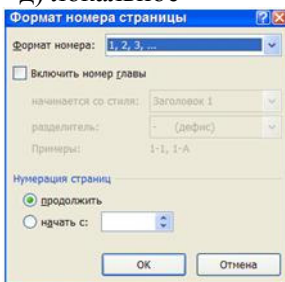 д) локальное
Формат номера страницы
Формат номера: 1, 2, 3, ...
Включить номер главы
начинается со стиля: Заголовок 1
разделитель: - (дефис)
Примеры: 1-1, 1-A
Нумерация страниц
продолжить
начать с:
ОК Отмена